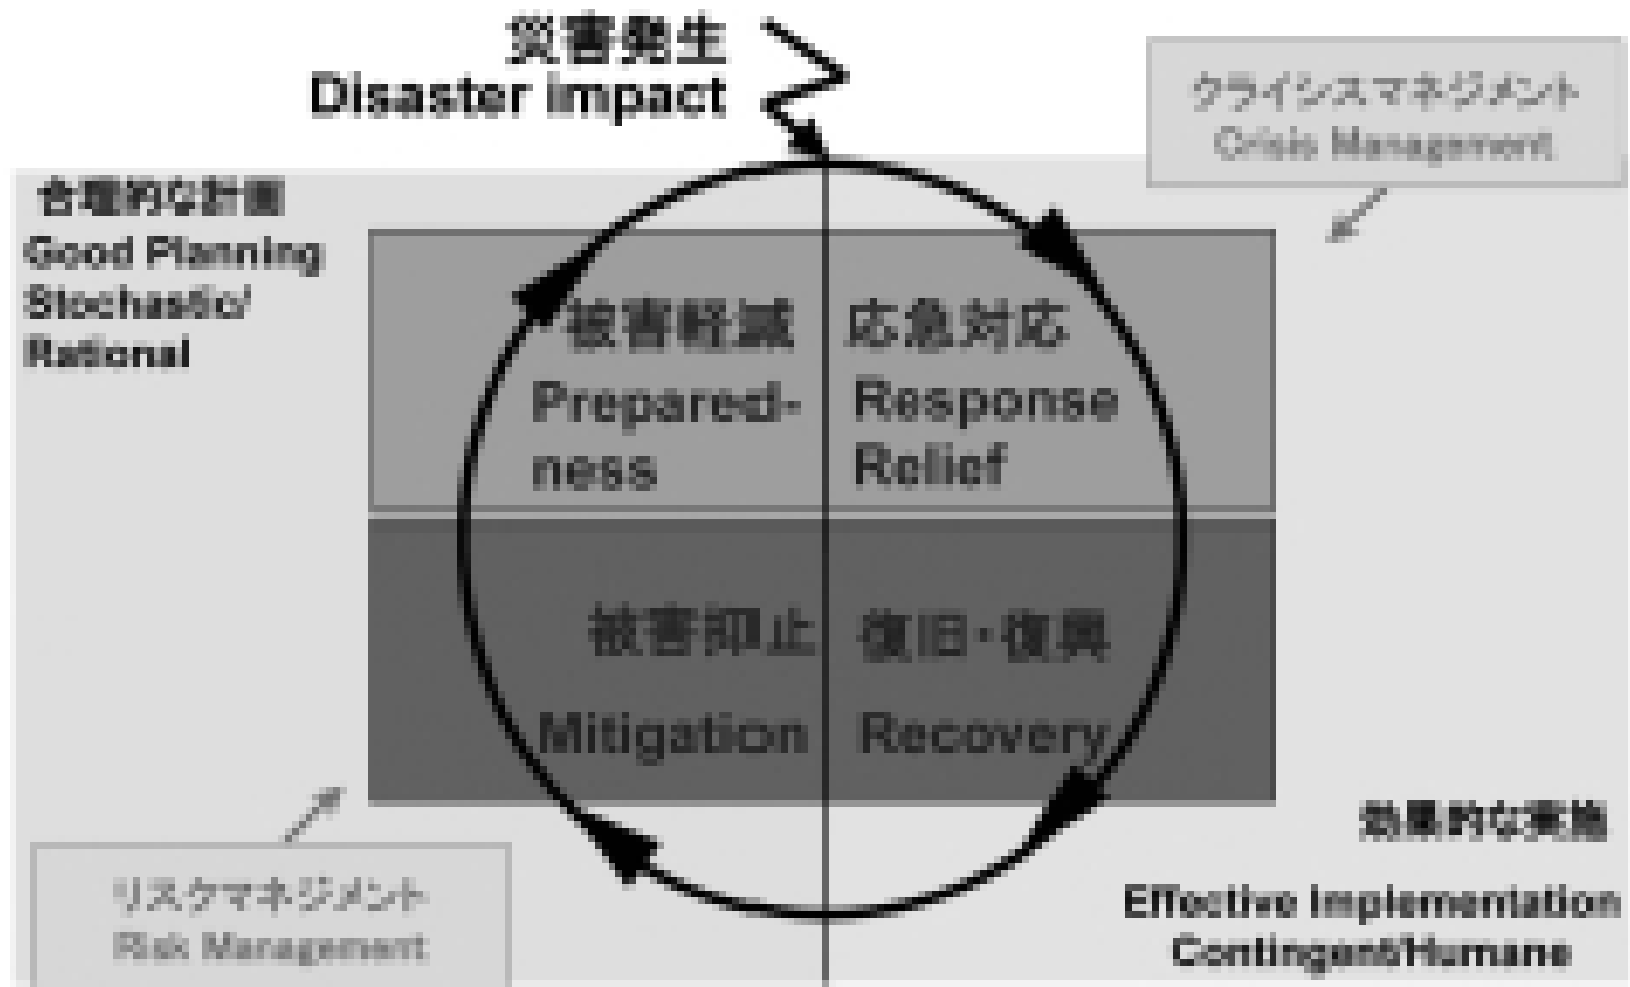 災害発生
Disaster impact
クライシスマネジメント
Crisis Management
合理的な計画
Good Planning
Stochastic/
Rational
被害軽減
Prepared-
ness
応急対応
Response
Relief
被害抑止
Mitigation
復旧・復興
Recovery
リスクマネジメント
Risk Management
効果的な実施
Effective Implementation
Contingent/Humane